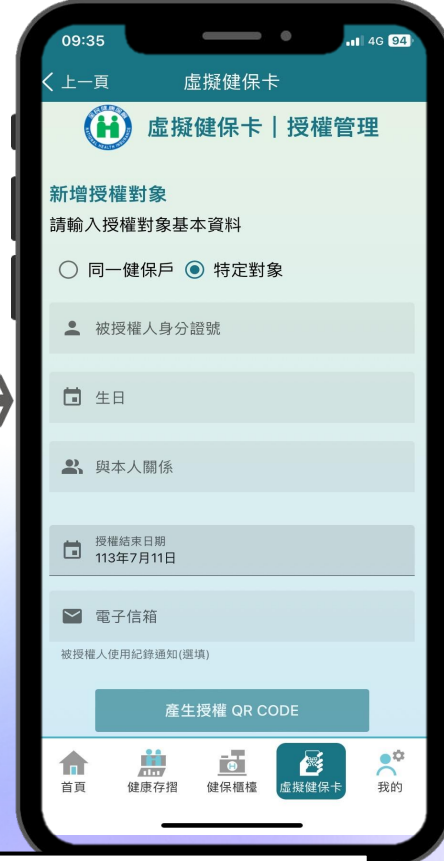 09:35
4G 94
上一頁
虛擬健保卡
虛擬健保卡｜授權管理
新增授權對象
請輸入授權對象基本資料
同一健保戶 特定對象
被授權人身分證號
生日
與本人關係
授權結束日期
113年7月11日
電子信箱
被授權人使用紀錄通知(選填)
產生授權 QR CODE
首頁 健康存摺 健保櫃檯 虛擬健保卡 我的